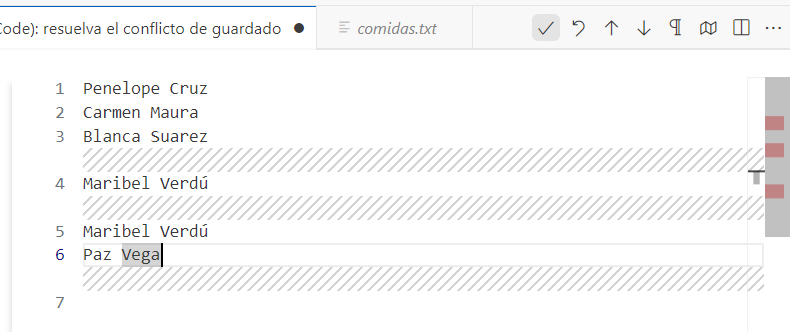 Code): resuelva el conflicto de guardado
comidas.txt
1 Penelope Cruz
2 Carmen Maura
3 Blanca Suarez
4 Maribel Verdú
5 Maribel Verdú
6 Paz Vega
7